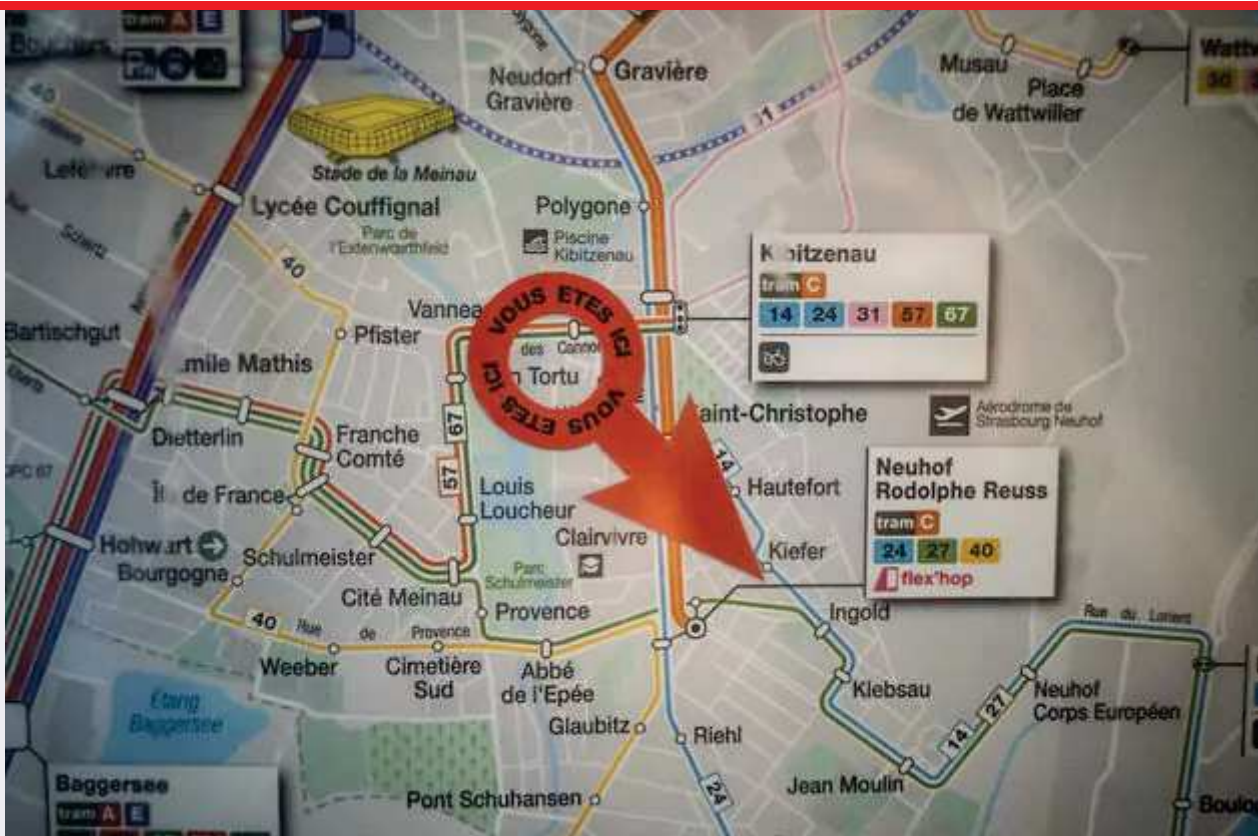 tram A E
40
Neudorf
Gravière
Gravière
Musau
Place
de Wattwiller
31
Stade de la Meinau
Lycée Couffignal
Parc de
l'Extenwoerthfeld
Polygone
Piscine
Kibitzenau
40
Vannea
Pfister
VOUS ETES ICI VOUS ETES ICI
des
Tortu
Kibitzenau
tram C
14 24 31 57 67
mile Mathis
Dietterlin
Franche
Comté
67
57
de France
Louis
Loucheur
aint-Christophe
Aérodrome de
Strasbourg Neuhof
14
Hautefort
Neuhof
Rodolphe Reuss
tram C
24 27 40
flex'hop
Clairvivre
Kiefer
Hohwart
Bourgogne
Schulmeister
Parc
Schulmeister
Cité Meinau
Provence
Ingold
Rue du Lorient
40
Rue de Provence
Weeber
Cimetière
Sud
Abbé
de l'Epée
Klebsau
Neuhof
Corps Européen
14 27
Etang
Baggersee
Glaubitz
Riehl
24
Jean Moulin
Baggersee
tram A E
Pont Schuhansen